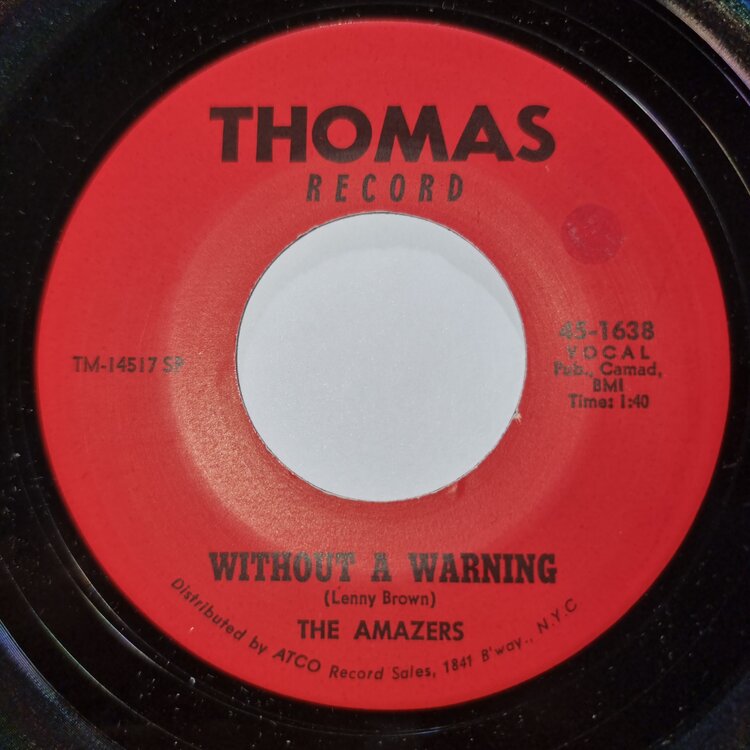 THOMAS
RECORD
TM-14517 SP
45-1638
VOCAL
Pub., Camad,
BMI
Time: 1:40
WITHOUT A WARNING
(Lenny Brown)
THE AMAZERS
Distributed by ATCO Record Sales, 1841 B'way., N.Y.C